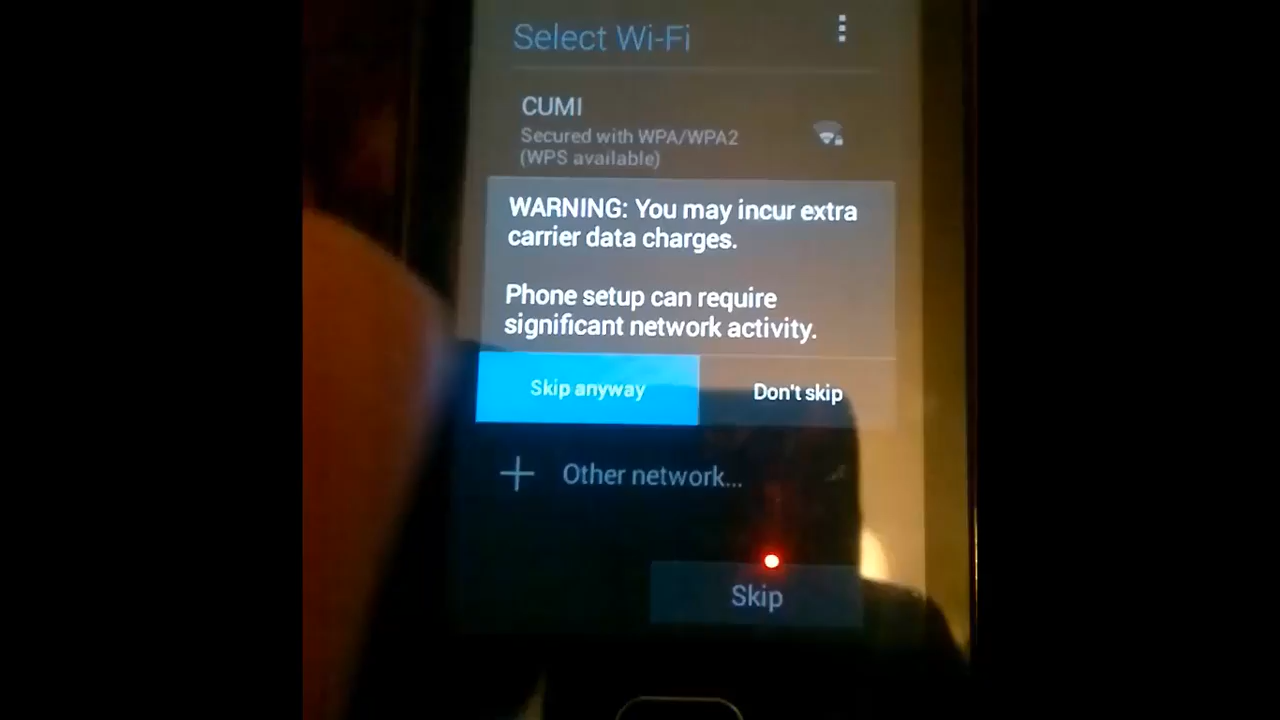 Select Wi-Fi
CUMI
Secured with WPA/WPA2
(WPS available)
WARNING: You may incur extra
carrier data charges.
Phone setup can require
significant network activity.
Skip anyway
Don't skip
Other network...
Skip